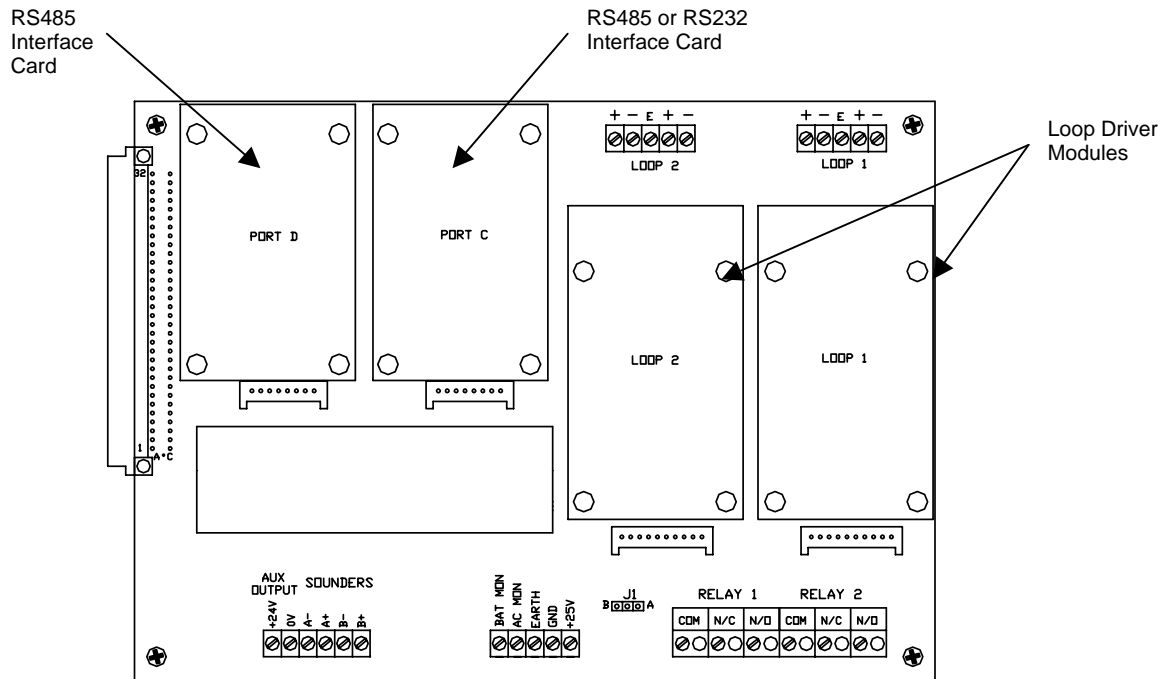 RS485
Interface
Card
RS485 or RS232
Interface Card
Loop Driver
Modules
+ - E + -
LOOP 2
+ - E + -
LOOP 1
32
PORT D
PORT C
LOOP 2
LOOP 1
1
A*C
AUX
OUTPUT
SOUNDERS
+24V
0V
A-
A+
B-
B+
BAT MON
AC MON
EARTH
GND
+25V
J1
B
A
RELAY 1
RELAY 2
COM N/C N/O COM N/C N/O